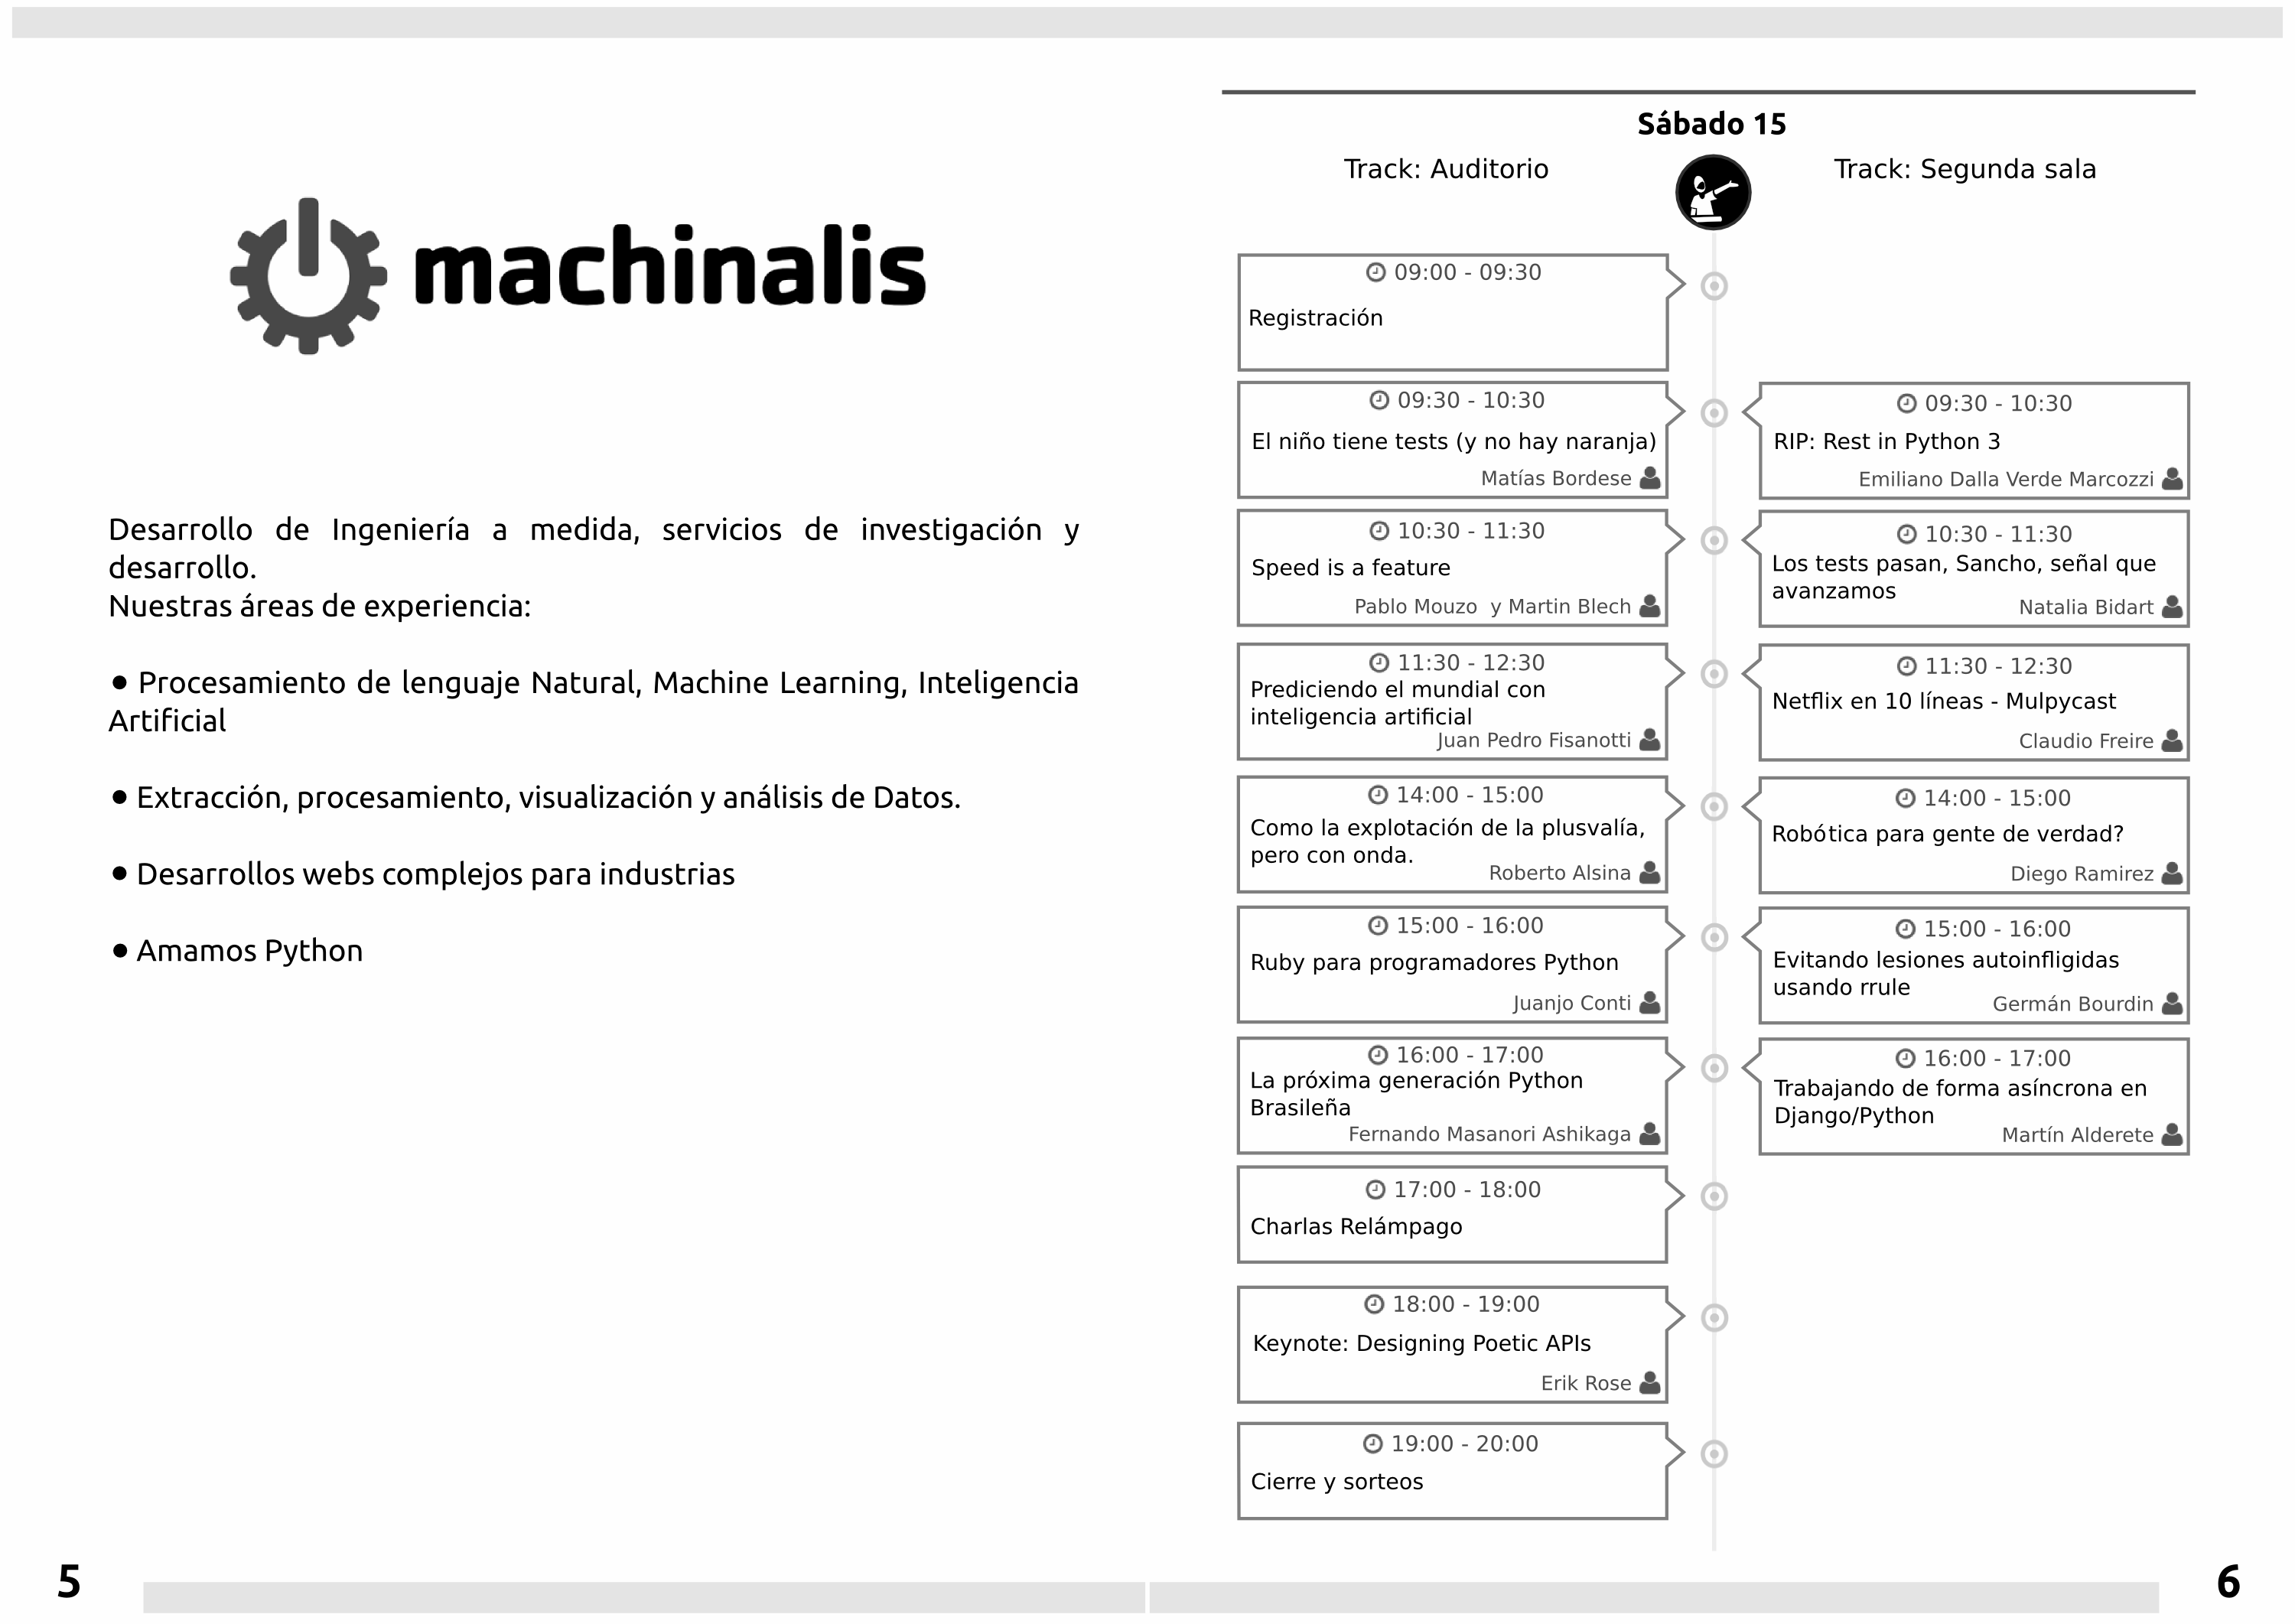 machinalis
Desarrollo de Ingeniería a medida, servicios de investigación y
desarrollo.
Nuestras áreas de experiencia:
● Procesamiento de lenguaje Natural, Machine Learning, Inteligencia
Artificial
● Extracción, procesamiento, visualización y análisis de Datos.
● Desarrollos webs complejos para industrias
● Amamos Python
5
Sábado 15
Track: Auditorio
Track: Segunda sala
09:00 - 09:30
Registración
09:30 - 10:30
El niño tiene tests (y no hay naranja)
Matías Bordese
09:30 - 10:30
RIP: Rest in Python 3
Emiliano Dalla Verde Marcozzi
10:30 - 11:30
Speed is a feature
Pablo Mouzo y Martin Blech
10:30 - 11:30
Los tests pasan, Sancho, señal que
avanzamos
Natalia Bidart
11:30 - 12:30
Prediciendo el mundial con
inteligencia artificial
Juan Pedro Fisanotti
11:30 - 12:30
Netflix en 10 líneas - Mulpycast
Claudio Freire
14:00 - 15:00
Como la explotación de la plusvalía,
pero con onda.
Roberto Alsina
14:00 - 15:00
Robótica para gente de verdad?
Diego Ramirez
15:00 - 16:00
Ruby para programadores Python
Juanjo Conti
15:00 - 16:00
Evitando lesiones autoinfligidas
usando rrule
Germán Bourdin
16:00 - 17:00
La próxima generación Python
Brasileña
Fernando Masanori Ashikaga
16:00 - 17:00
Trabajando de forma asíncrona en
Django/Python
Martín Alderete
17:00 - 18:00
Charlas Relámpago
18:00 - 19:00
Keynote: Designing Poetic APIs
Erik Rose
19:00 - 20:00
Cierre y sorteos
6